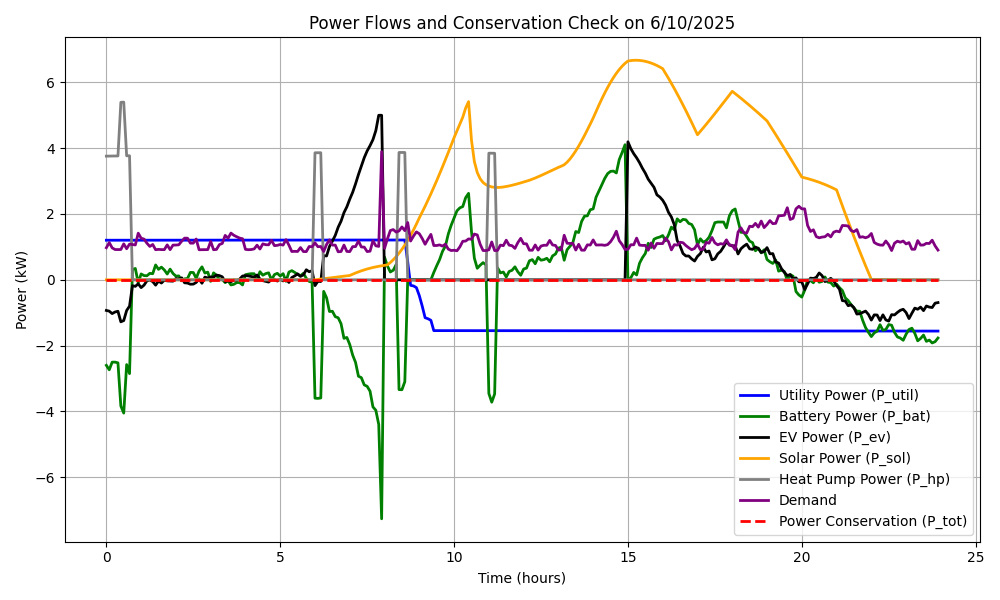 Power Flows and Conservation Check on 6/10/2025
Power (kW)
6
4
2
0
−2
−4
−6
0
5
10
15
20
25
Time (hours)
Utility Power (P_util)
Battery Power (P_bat)
EV Power (P_ev)
Solar Power (P_sol)
Heat Pump Power (P_hp)
Demand
Power Conservation (P_tot)